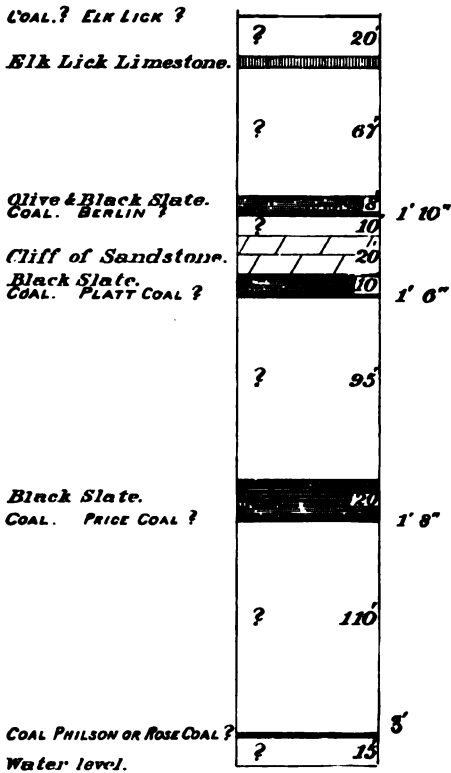 COAL.? ELK LICK ?
? 20'
Elk Lick Limestone.
? 67'
Olive & Black Slate. 8'
COAL. BERLIN ? 1' 10"
? 10'
Cliff of Sandstone. 20'
Black Slate. 10'
COAL. PLATT COAL ? 1' 6"
? 95'
Black Slate. 20'
COAL. PRICE COAL ? 1' 8"
? 110'
COAL PHILSON OR ROSE COAL ? 3'
? 15'
Water level.